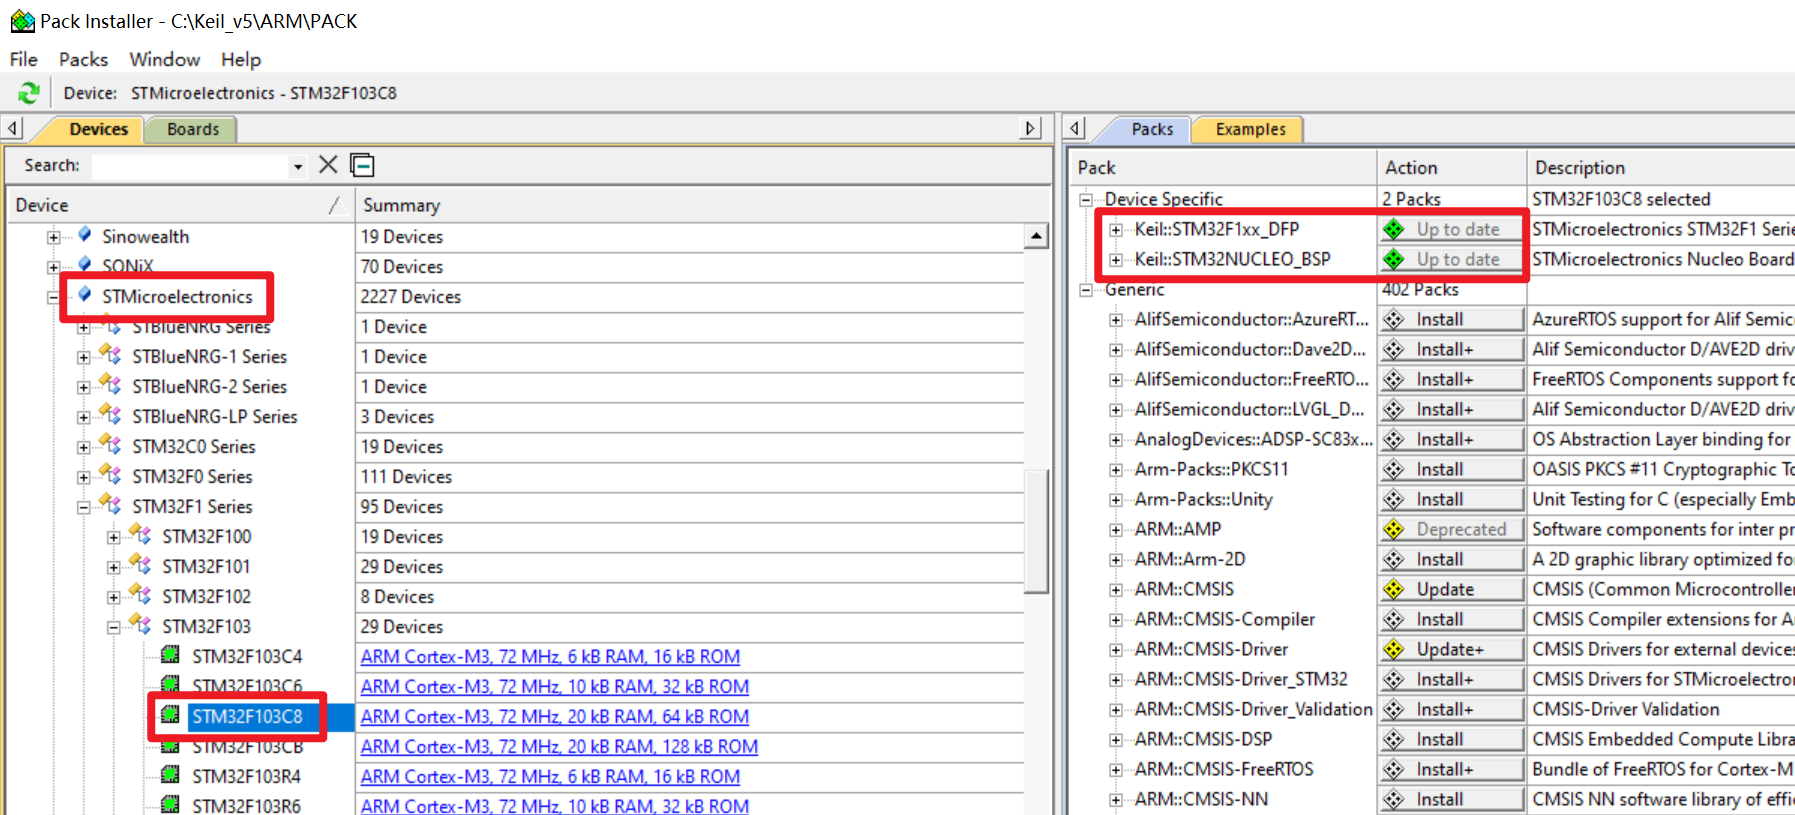 Pack Installer - C:\Keil_v5\ARM\PACK
File Packs Window Help
Device: STMicroelectronics - STM32F103C8
Devices Boards
Search:
Device Summary
Sinowealth 19 Devices
SONiX 70 Devices
STMicroelectronics 2227 Devices
STBlueNRG Series 1 Device
STBlueNRG-1 Series 1 Device
STBlueNRG-2 Series 1 Device
STBlueNRG-LP Series 3 Devices
STM32C0 Series 19 Devices
STM32F0 Series 111 Devices
STM32F1 Series 95 Devices
STM32F100 19 Devices
STM32F101 29 Devices
STM32F102 8 Devices
STM32F103 29 Devices
STM32F103C4 ARM Cortex-M3, 72 MHz, 6 kB RAM, 16 kB ROM
STM32F103C6 ARM Cortex-M3, 72 MHz, 10 kB RAM, 32 kB ROM
STM32F103C8 ARM Cortex-M3, 72 MHz, 20 kB RAM, 64 kB ROM
STM32F103CB ARM Cortex-M3, 72 MHz, 20 kB RAM, 128 kB ROM
STM32F103R4 ARM Cortex-M3, 72 MHz, 6 kB RAM, 16 kB ROM
STM32F103R6 ARM Cortex-M3, 72 MHz, 10 kB RAM, 32 kB ROM
Packs Examples
Pack Action Description
Device Specific 2 Packs STM32F103C8 selected
Keil::STM32F1xx_DFP Up to date STMicroelectronics STM32F1 Serie
Keil::STM32NUCLEO_BSP Up to date STMicroelectronics Nucleo Board
Generic 402 Packs
AlifSemiconductor::AzureRT... Install AzureRTOS support for Alif Semic
AlifSemiconductor::Dave2D... Install+ Alif Semiconductor D/AVE2D driv
AlifSemiconductor::FreeRTO... Install+ FreeRTOS Components support fo
AlifSemiconductor::LVGL_D... Install+ Alif Semiconductor D/AVE2D driv
AnalogDevices::ADSP-SC83x... Install+ OS Abstraction Layer binding for
Arm-Packs::PKCS11 Install OASIS PKCS #11 Cryptographic To
Arm-Packs::Unity Install Unit Testing for C (especially Emb
ARM::AMP Deprecated Software components for inter pr
ARM::Arm-2D Install A 2D graphic library optimized fo
ARM::CMSIS Update CMSIS (Common Microcontroller
ARM::CMSIS-Compiler Install CMSIS Compiler extensions for A
ARM::CMSIS-Driver Update+ CMSIS Drivers for external device
ARM::CMSIS-Driver_STM32 Install+ CMSIS Drivers for STMicroelectro
ARM::CMSIS-Driver_Validation Install+ CMSIS-Driver Validation
ARM::CMSIS-DSP Install CMSIS Embedded Compute Libra
ARM::CMSIS-FreeRTOS Install+ Bundle of FreeRTOS for Cortex-M
ARM::CMSIS-NN Install CMSIS NN software library of effi